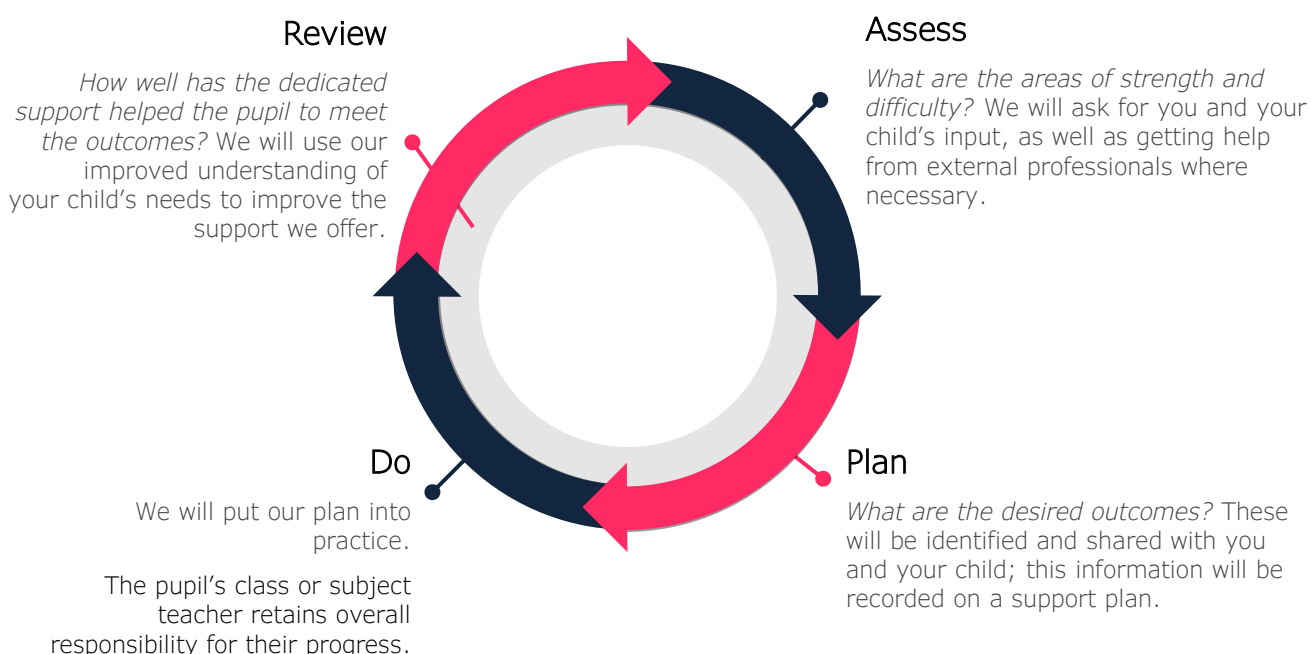 Review
How well has the dedicated
support helped the pupil to meet
the outcomes? We will use our
improved understanding of
your child’s needs to improve the
support we offer.
Assess
What are the areas of strength and
difficulty? We will ask for you and your
child’s input, as well as getting help
from external professionals where
necessary.
Do
We will put our plan into
practice.
The pupil’s class or subject
teacher retains overall
responsibility for their progress.
Plan
What are the desired outcomes? These
will be identified and shared with you
and your child; this information will be
recorded on a support plan.